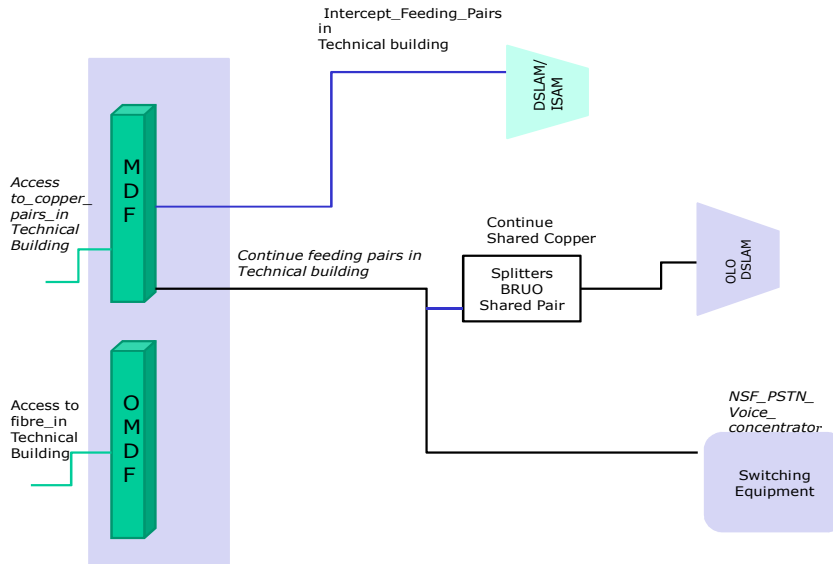 Intercept_Feeding_Pairs
in
Technical building
DSLAM/
ISAM
M
D
F
Access
to_copper_
pairs_in
Technical
Building
Continue feeding pairs in
Technical building
Continue
Shared Copper
Splitters
BRUO
Shared Pair
OLO
DSLAM
O
M
D
F
Access to
fibre_in
Technical
Building
NSF_PSTN_
Voice_
concentrator
Switching
Equipment